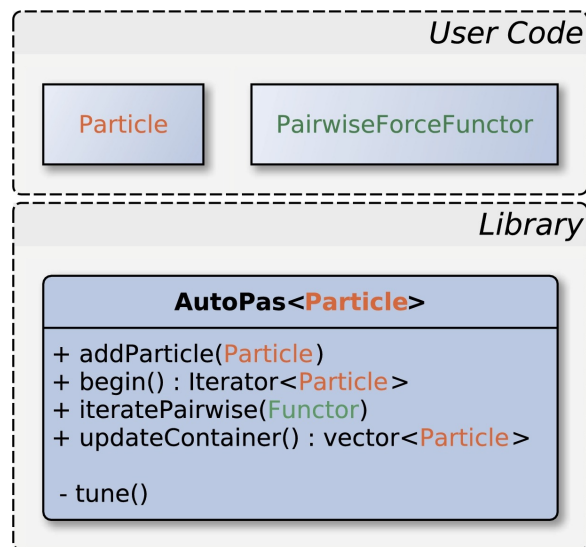 User Code
Particle
PairwiseForceFunctor
Library
AutoPas<Particle>
+ addParticle(Particle)
+ begin() : Iterator<Particle>
+ iteratePairwise(Functor)
+ updateContainer() : vector<Particle>
- tune()